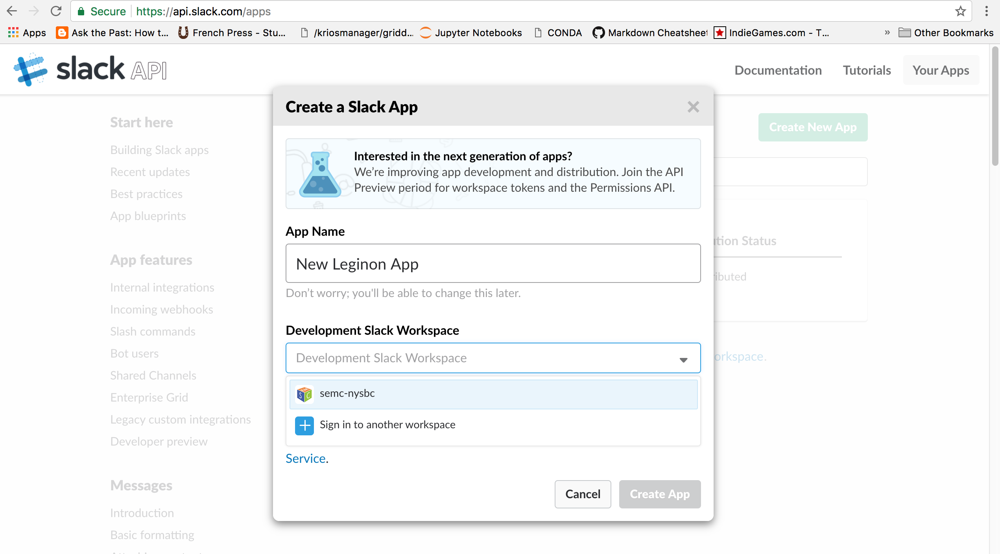 Secure https://api.slack.com/apps
Apps Ask the Past: How t... French Press - Stu... /kriosmanager/gridd... Jupyter Notebooks CONDA Markdown Cheatsheet IndieGames.com - T... » Other Bookmarks
slack API
Documentation Tutorials Your Apps
Create a Slack App
Start here
Building Slack apps
Recent updates
Best practices
App blueprints
App features
Internal integrations
Incoming webhooks
Slash commands
Bot users
Shared Channels
Enterprise Grid
Legacy custom integrations
Developer preview
Messages
Introduction
Basic formatting
Interested in the next generation of apps?
We’re improving app development and distribution. Join the API
Preview period for workspace tokens and the Permissions API.
App Name
New Leginon App
Don’t worry; you'll be able to change this later.
Development Slack Workspace
Development Slack Workspace
EM S C
semc-nysbc
Sign in to another workspace
Service.
Cancel Create App
Create New App
ution Status
ributed
orkspace.